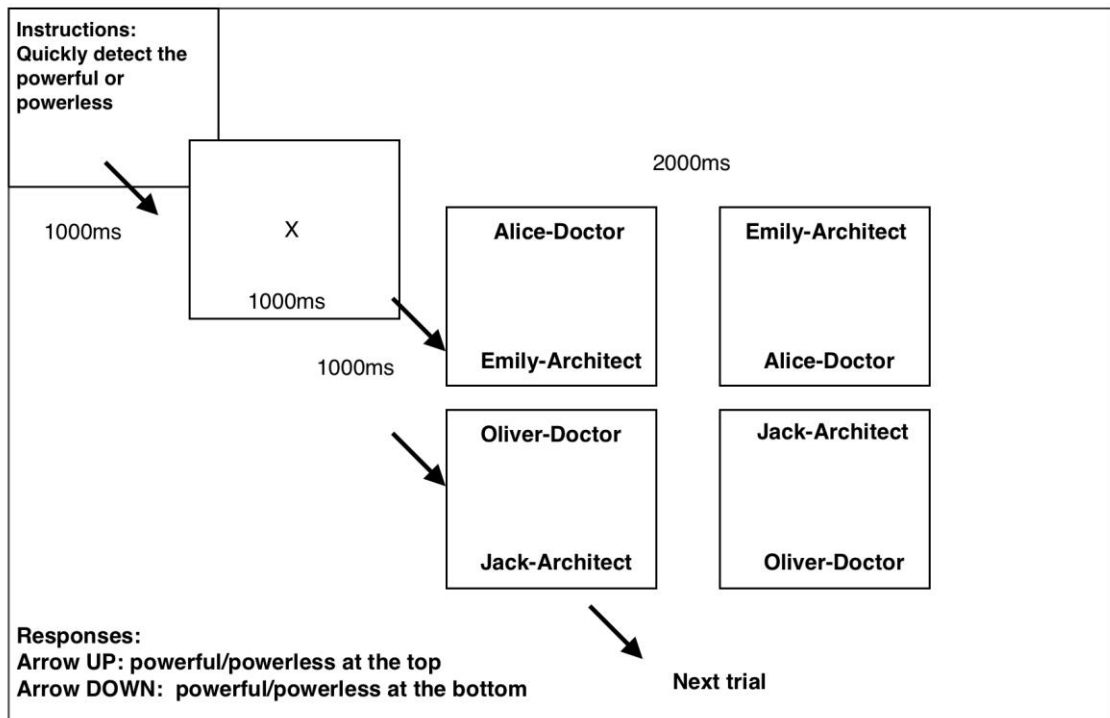 Instructions:
Quickly detect the
powerful or
powerless
1000ms
X
1000ms
1000ms
2000ms
Alice-Doctor
Emily-Architect
Emily-Architect
Alice-Doctor
Oliver-Doctor
Jack-Architect
Jack-Architect
Oliver-Doctor
Responses:
Arrow UP: powerful/powerless at the top
Arrow DOWN: powerful/powerless at the bottom
Next trial